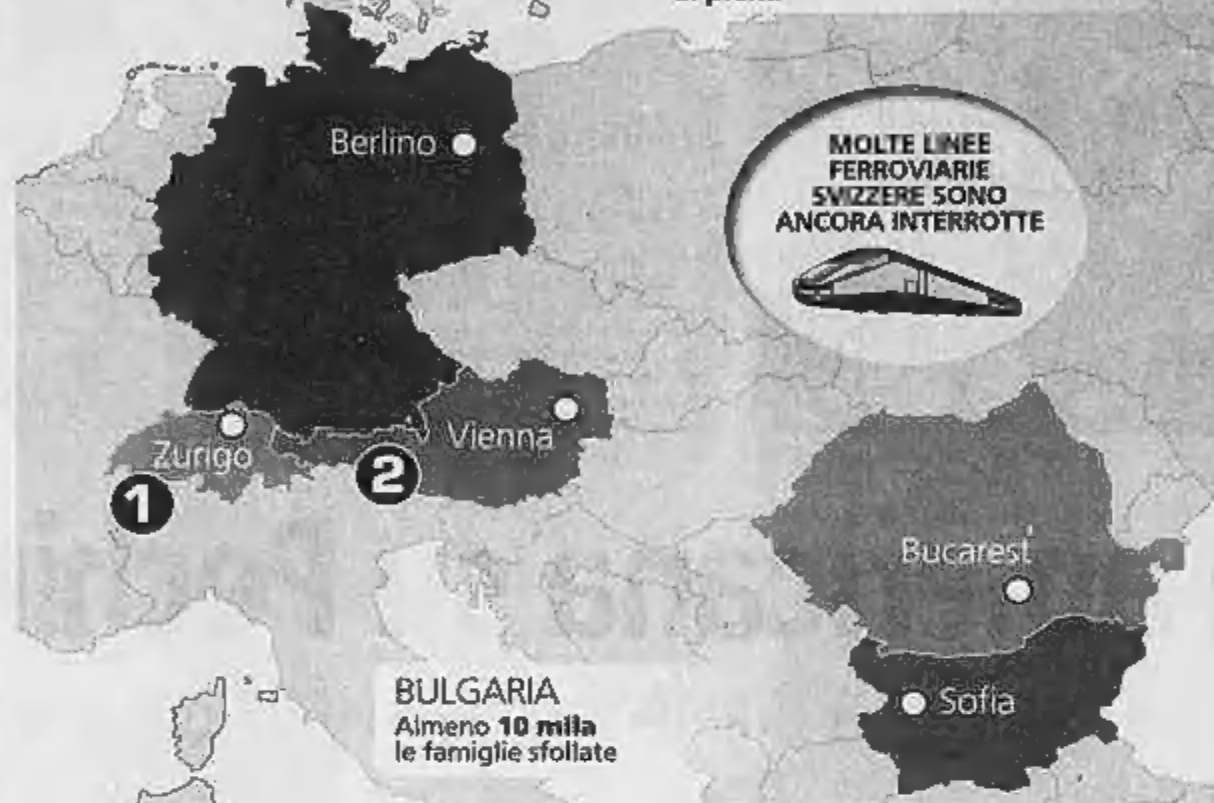 Berlino
MOLTE LINEE
FERROVIARIE
SVIZZERE SONO
ANCORA INTERROTTE
Zurigo
Vienna
1
2
Bucarest
BULGARIA
Almeno 10 mila
le famiglie sfollate
Sofia